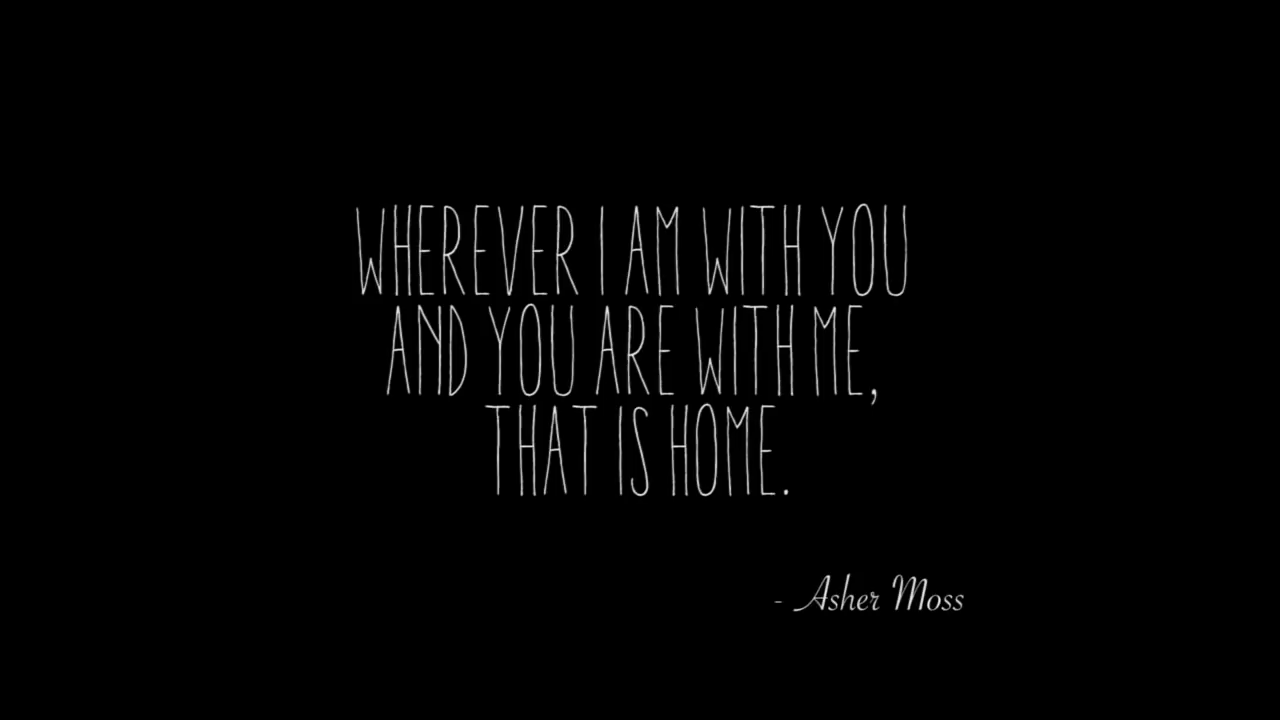 WHEREVER I AM WITH YOU
AND YOU ARE WITH ME,
THAT IS HOME.
- Asher Moss